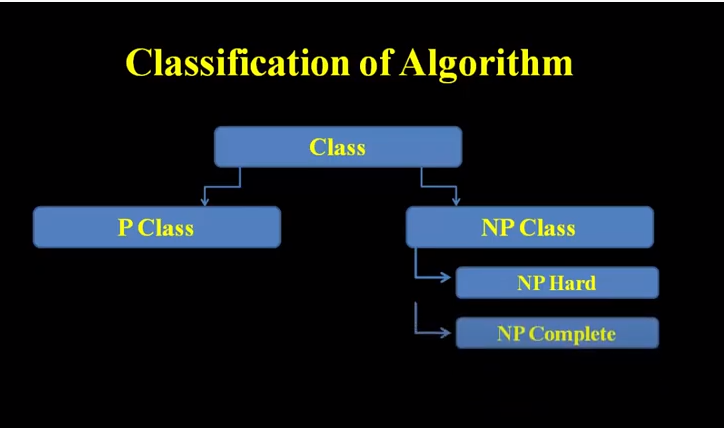 Classification of Algorithm
Class
P Class
NP Class
NP Hard
NP Complete